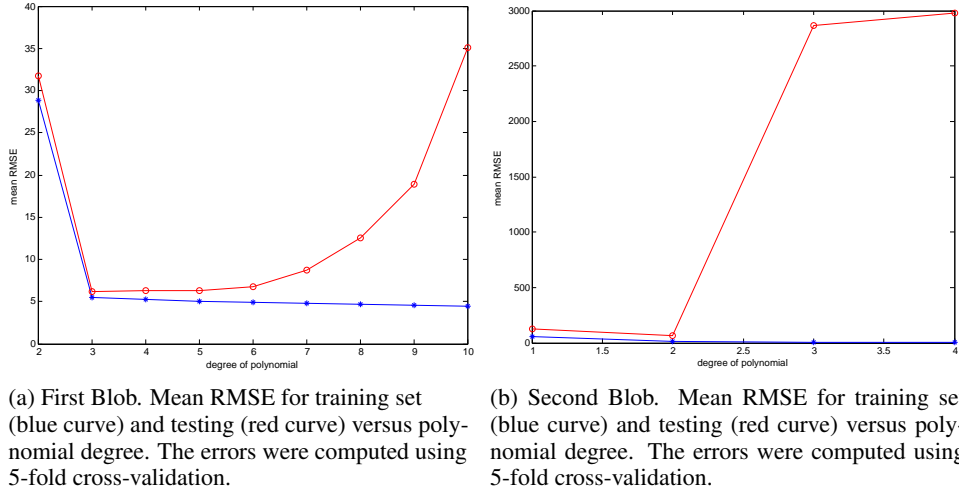 40
35
30
25
20
15
10
5
0
mean RMSE
2 3 4 5 6 7 8 9 10
degree of polynomial
3000
2500
2000
1500
1000
500
0
mean RMSE
1 1.5 2 2.5 3 3.5 4
degree of polynomial
(a) First Blob. Mean RMSE for training set
(blue curve) and testing (red curve) versus poly-
nomial degree. The errors were computed using
5-fold cross-validation.
(b) Second Blob. Mean RMSE for training se
(blue curve) and testing (red curve) versus poly-
nomial degree. The errors were computed using
5-fold cross-validation.